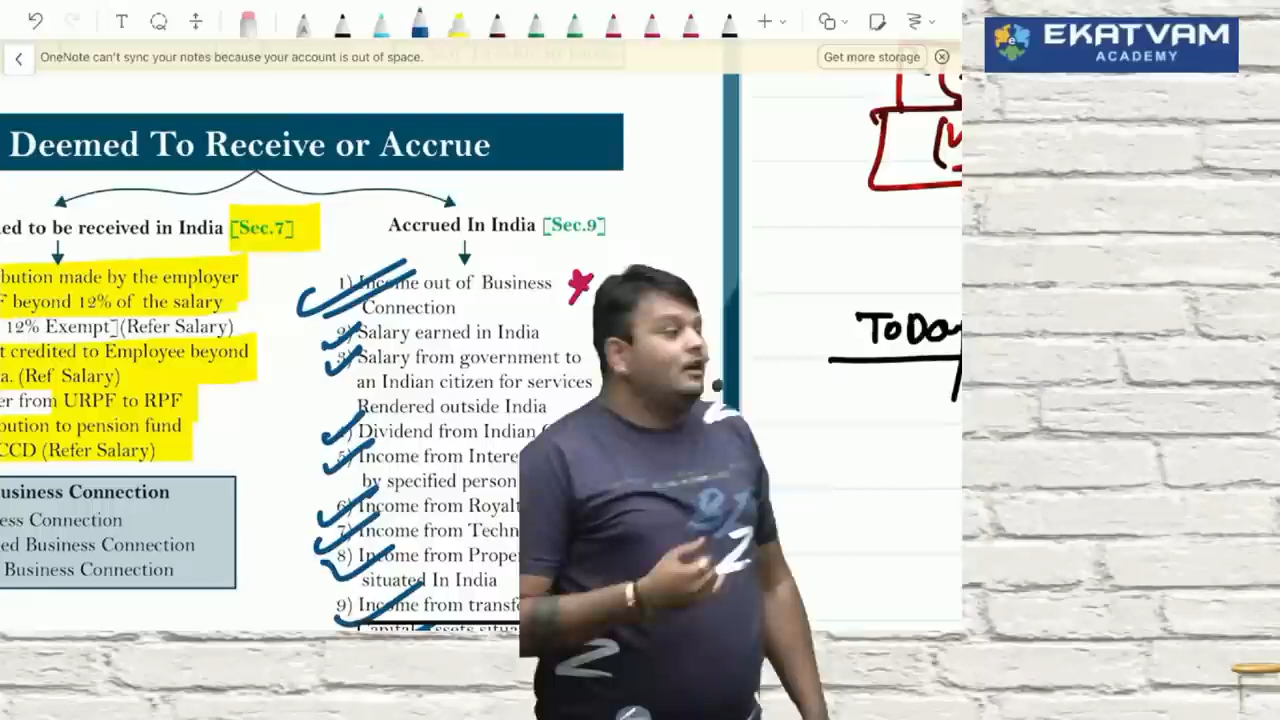 OneNote can't sync your notes because your account is out of space.
Get more storage
EKATVAM
ACADEMY
Deemed To Receive or Accrue
ed to be received in India [Sec.7]
bution made by the employer
F beyond 12% of the salary
12% Exempt](Refer Salary)
t credited to Employee beyond
a. (Ref Salary)
er from URPF to RPF
bution to pension fund
CCD (Refer Salary)
usiness Connection
ess Connection
ed Business Connection
Business Connection
Accrued In India [Sec.9]
1) Income out of Business
Connection
2) Salary earned in India
3) Salary from government to
an Indian citizen for services
Rendered outside India
4) Dividend from Indian
5) Income from Intere
by specified person
6) Income from Royalt
7) Income from Techn
8) Income from Prope
situated In India
9) Income from transf
Capital Assets situa
ToDay